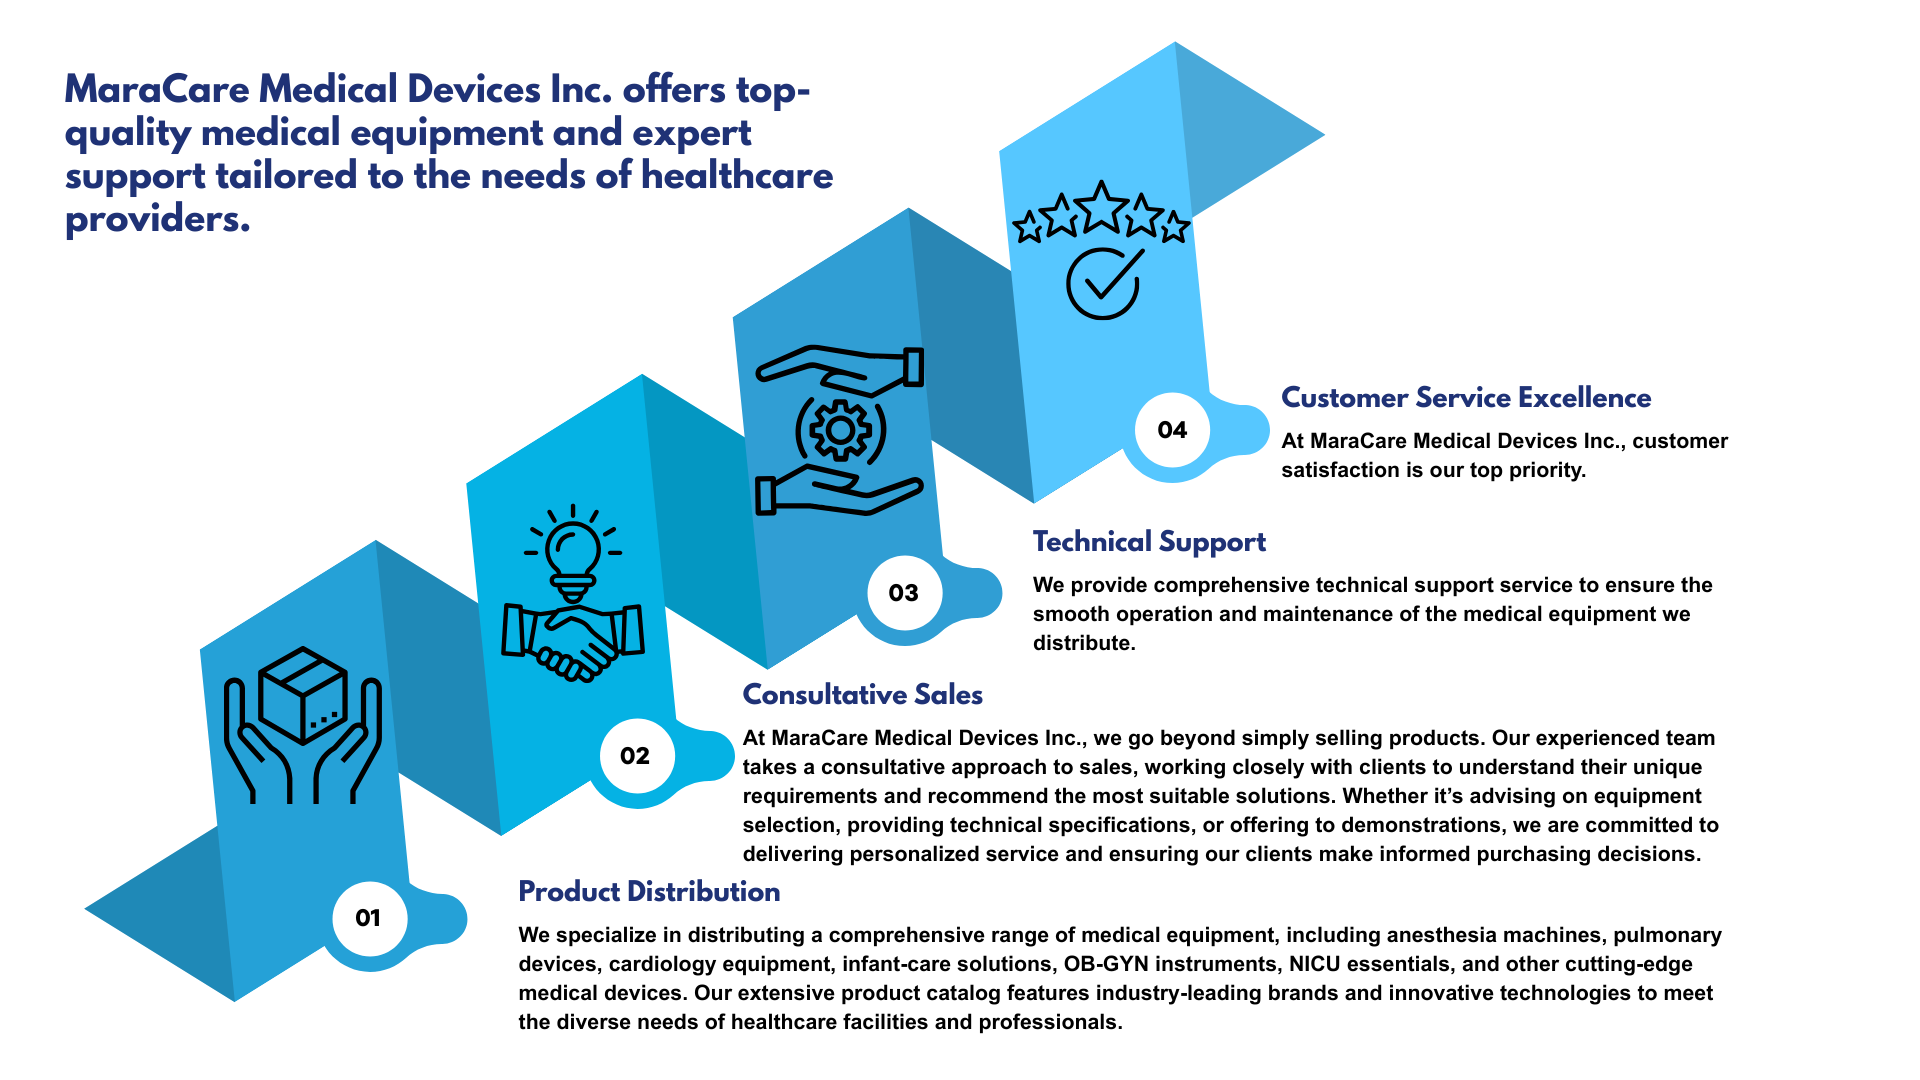 MaraCare Medical Devices Inc. offers top-
quality medical equipment and expert
support tailored to the needs of healthcare
providers.
04
Customer Service Excellence
At MaraCare Medical Devices Inc., customer
satisfaction is our top priority.
03
Technical Support
We provide comprehensive technical support service to ensure the
smooth operation and maintenance of the medical equipment we
distribute.
02
Consultative Sales
At MaraCare Medical Devices Inc., we go beyond simply selling products. Our experienced team
takes a consultative approach to sales, working closely with clients to understand their unique
requirements and recommend the most suitable solutions. Whether it’s advising on equipment
selection, providing technical specifications, or offering to demonstrations, we are committed to
delivering personalized service and ensuring our clients make informed purchasing decisions.
01
Product Distribution
We specialize in distributing a comprehensive range of medical equipment, including anesthesia machines, pulmonary
devices, cardiology equipment, infant-care solutions, OB-GYN instruments, NICU essentials, and other cutting-edge
medical devices. Our extensive product catalog features industry-leading brands and innovative technologies to meet
the diverse needs of healthcare facilities and professionals.